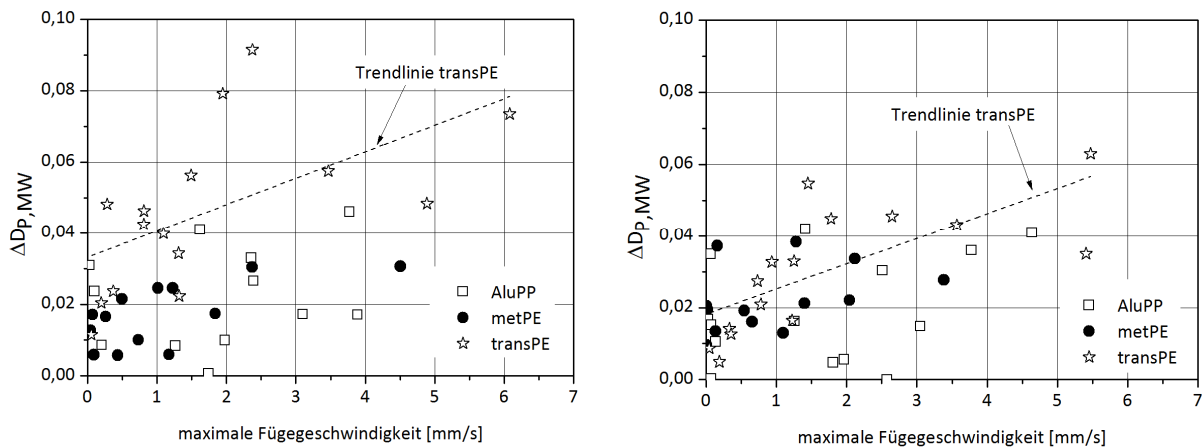 0,10
0,08
0,06
0,04
0,02
0,00
ΔD_P,MW
Trendlinie transPE
AluPP
metPE
transPE
0 1 2 3 4 5 6 7
maximale Fügegeschwindigkeit [mm/s]
0,10
0,08
0,06
0,04
0,02
0,00
ΔD_P,MW
Trendlinie transPE
AluPP
metPE
transPE
0 1 2 3 4 5 6 7
maximale Fügegeschwindigkeit [mm/s]